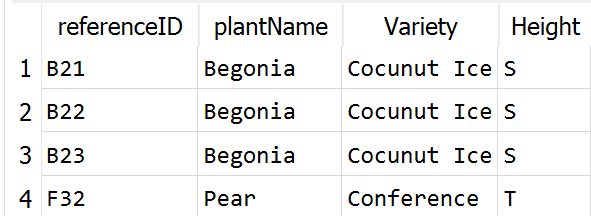 referenceID plantName Variety Height
1 B21 Begonia Cocunut Ice S
2 B22 Begonia Cocunut Ice S
3 B23 Begonia Cocunut Ice S
4 F32 Pear Conference T